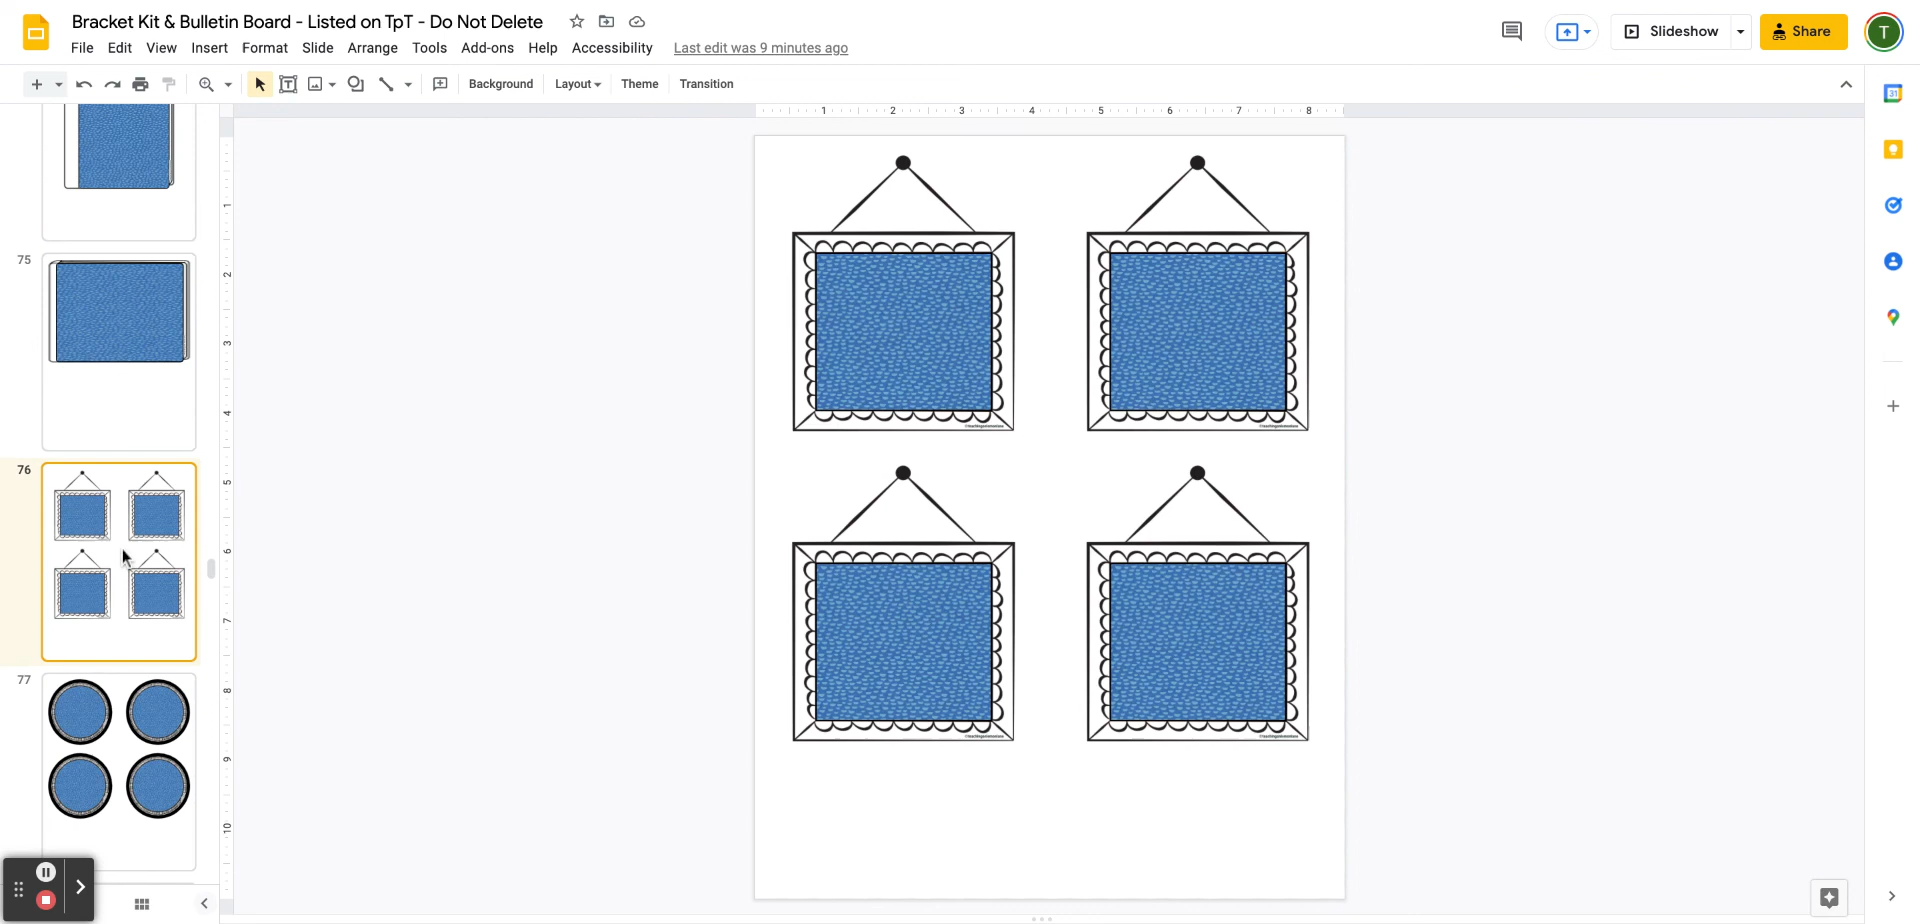 Bracket Kit & Bulletin Board - Listed on TpT - Do Not Delete
File Edit View Insert Format Slide Arrange Tools Add-ons Help Accessibility Last edit was 9 minutes ago
Slideshow
Share
T
Background Layout Theme Transition
31
1 2 3 4 5 6 7 8
1
2
3
4
5
6
7
8
9
10
75
76
77